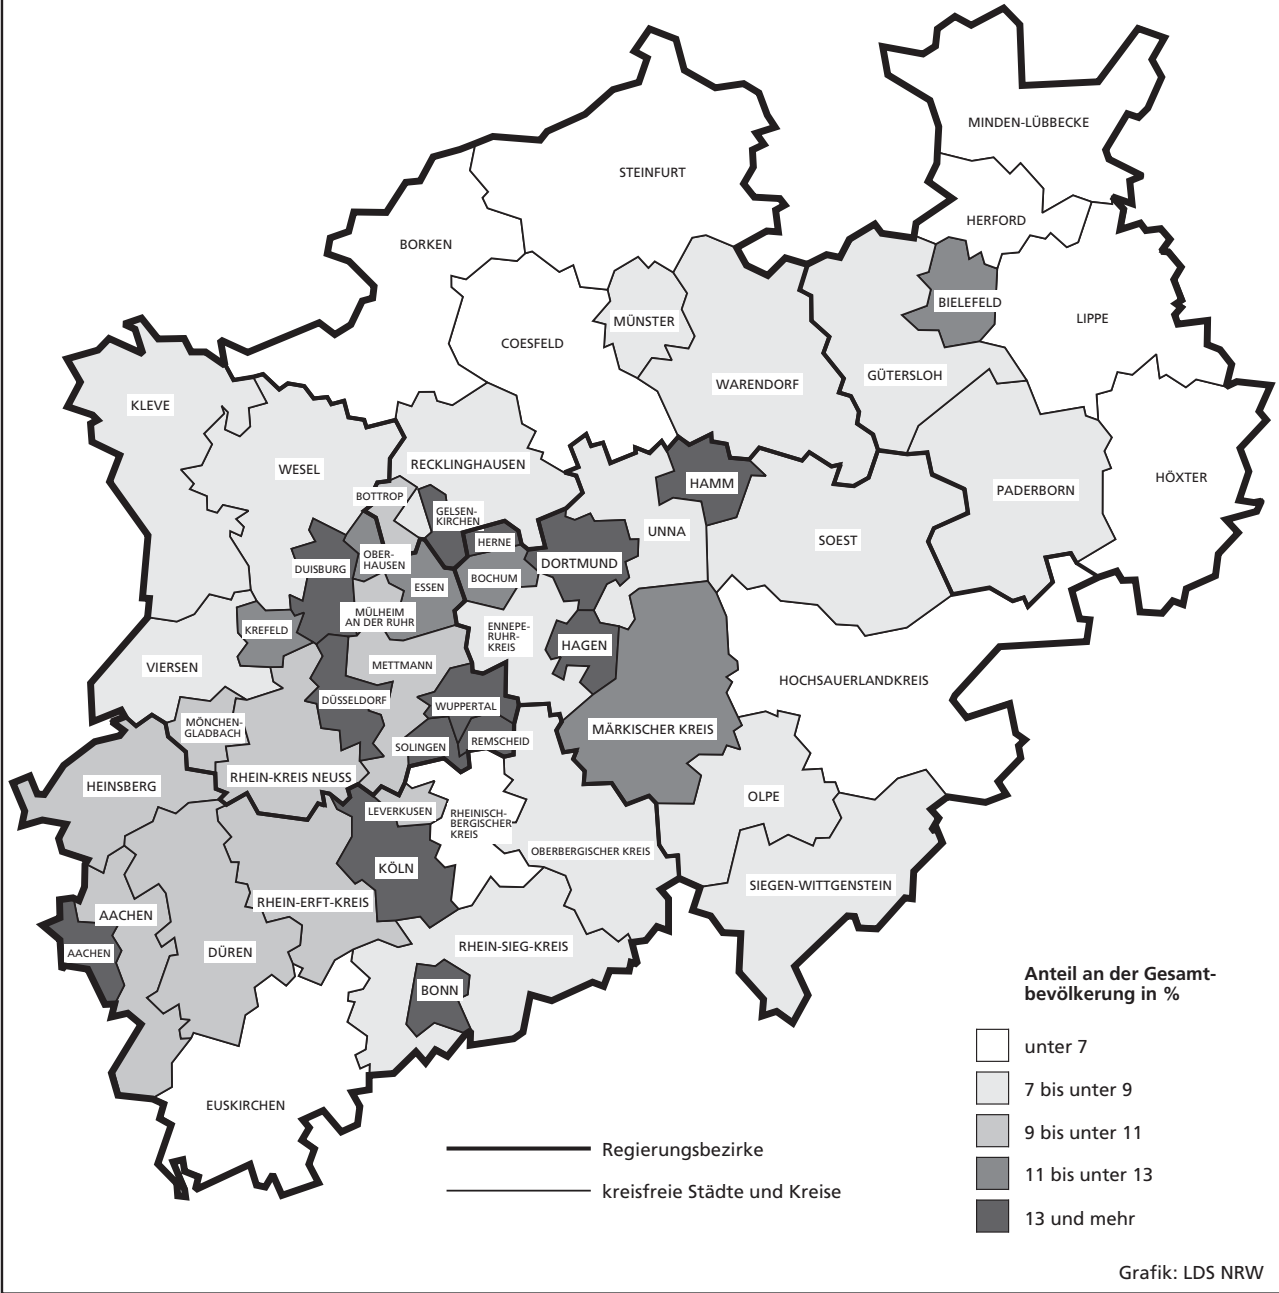 MINDEN-LÜBBECKE
STEINFURT
HERFORD
BORKEN
BIELEFELD
LIPPE
MÜNSTER
COESFELD
GÜTERSLOH
WARENDORF
KLEVE
RECKLINGHAUSEN
WESEL
HÖXTER
HAMM
PADERBORN
BOTTROP
GELSEN-
KIRCHEN
UNNA
SOEST
HERNE
OBER-
HAUSEN
DORTMUND
DUISBURG
BOCHUM
ESSEN
MÜLHEIM
AN DER RUHR
KREFELD
ENNEPE-
RUHR-
KREIS
HAGEN
VIERSEN
METTMANN
HOCHSAUERLANDKREIS
DÜSSELDORF
WUPPERTAL
MÖNCHEN-
GLADBACH
MÄRKISCHER KREIS
SOLINGEN
REMSCHEID
RHEIN-KREIS NEUSS
HEINSBERG
OLPE
LEVERKUSEN
RHEINISCH-
BERGISCHER
KREIS
OBERBERGISCHER KREIS
KÖLN
SIEGEN-WITTGENSTEIN
RHEIN-ERFT-KREIS
AACHEN
RHEIN-SIEG-KREIS
AACHEN
DÜREN
BONN
EUSKIRCHEN
Anteil an der Gesamt-
bevölkerung in %
unter 7
7 bis unter 9
9 bis unter 11
11 bis unter 13
13 und mehr
Regierungsbezirke
kreisfreie Städte und Kreise
Grafik: LDS NRW